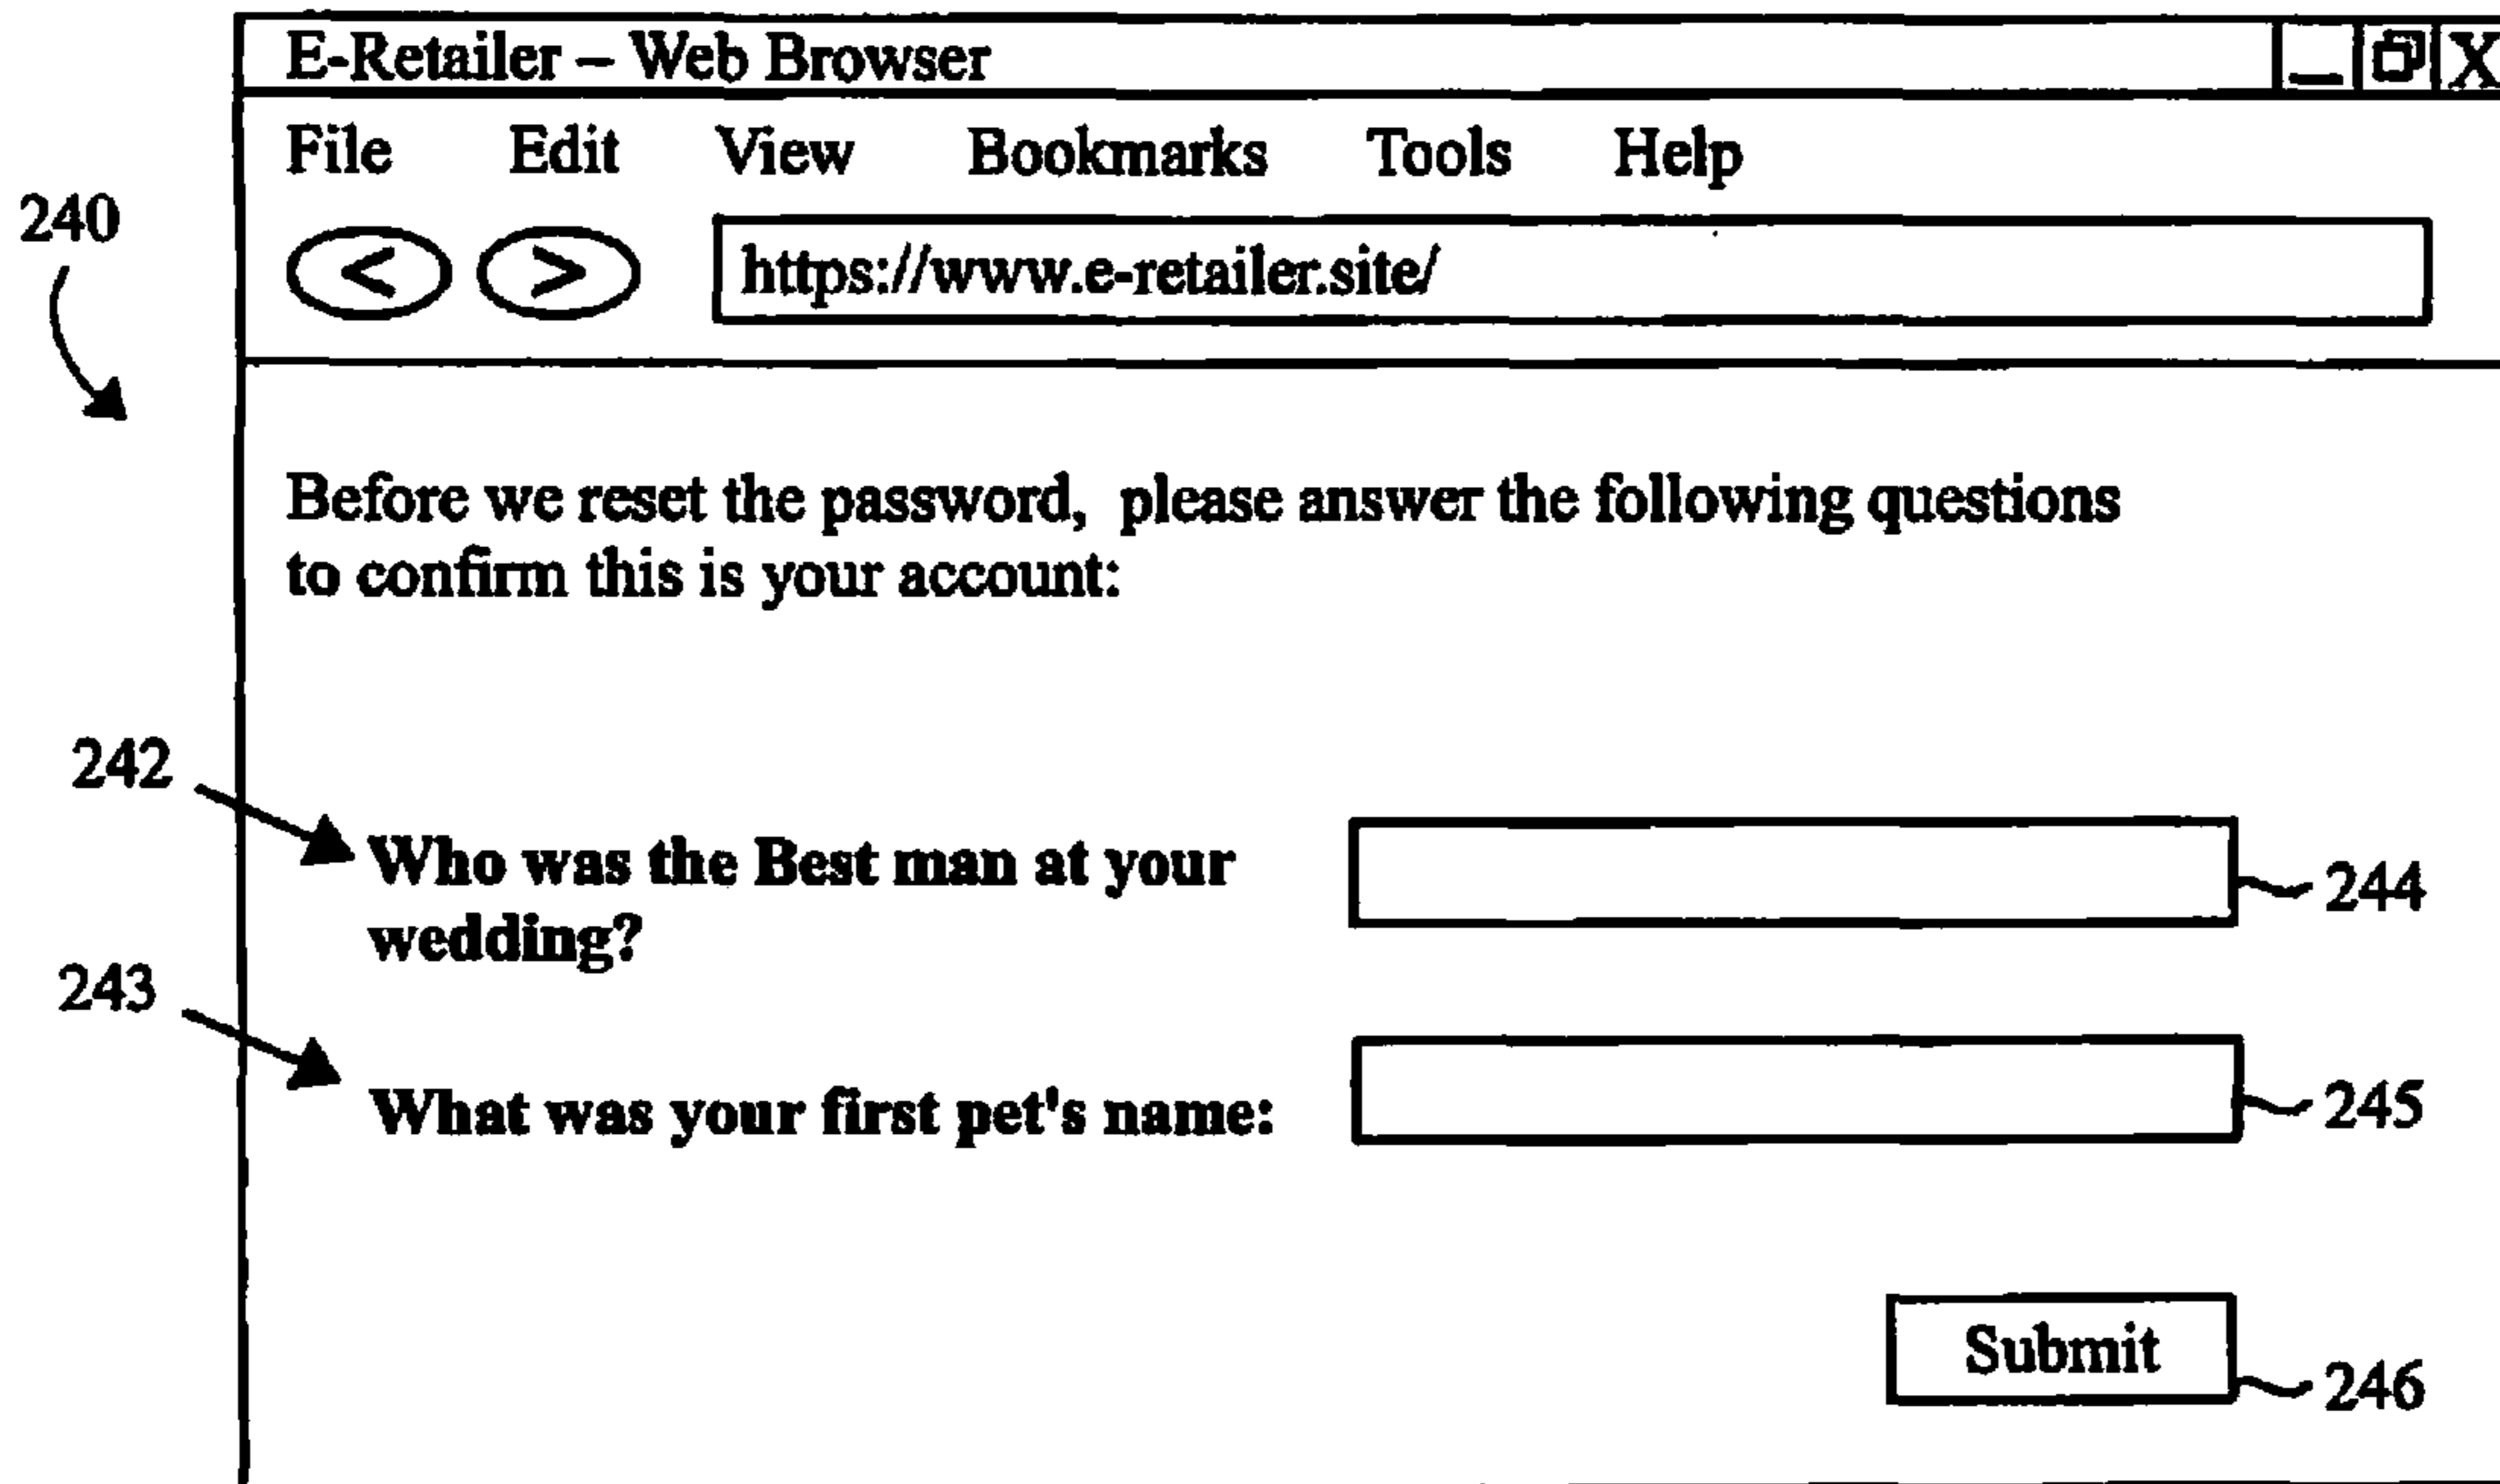 E-Retailer – Web Browser
File Edit View Bookmarks Tools Help
240
< > https://www.e-retailer.site/
Before we reset the password, please answer the following questions
to confirm this is your account:
242
Who was the Best man at your
244
wedding?
243
What was your first pet's name:
245
Submit
246